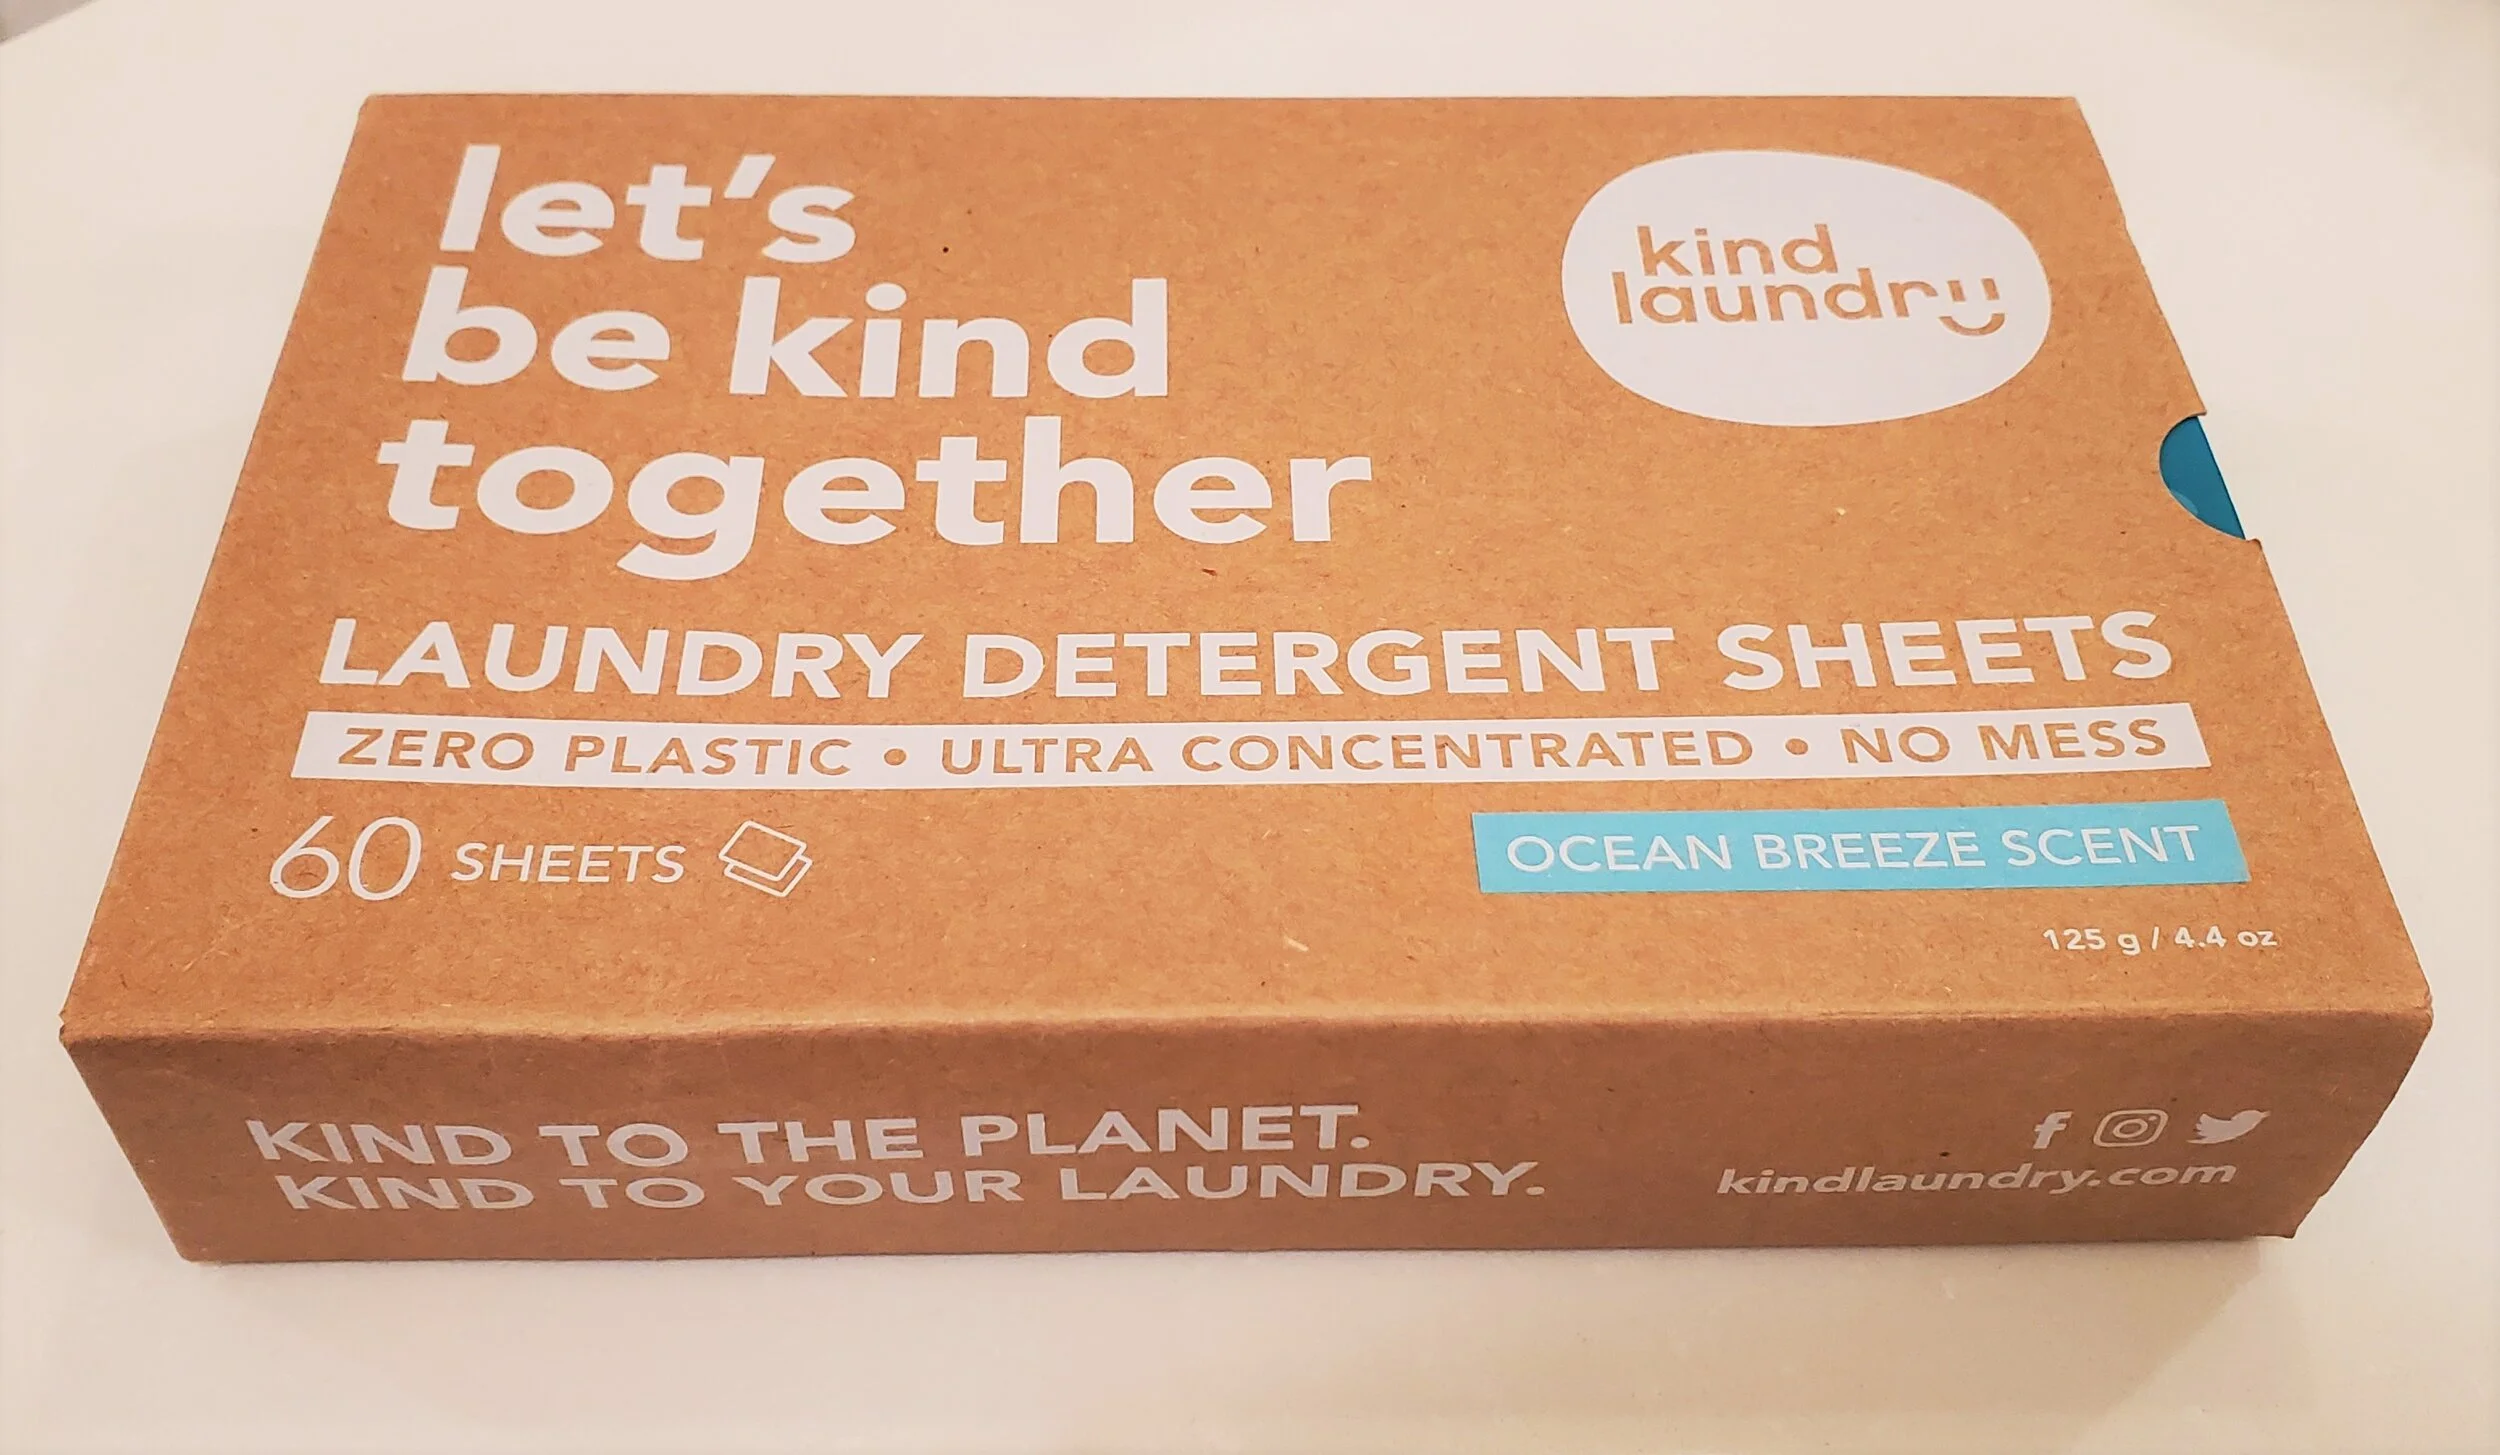 let's
be kind
together
kind
laundry
LAUNDRY DETERGENT SHEETS
ZERO PLASTIC • ULTRA CONCENTRATED • NO MESS
60 SHEETS
OCEAN BREEZE SCENT
125 g / 4.4 oz
KIND TO THE PLANET.
KIND TO YOUR LAUNDRY.
kindlaundry.com